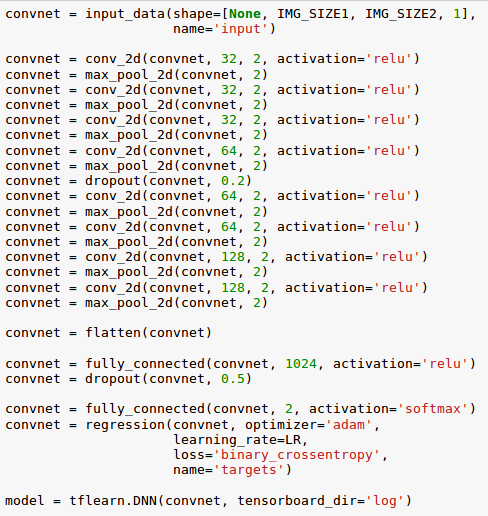 convnet = input_data(shape=[None, IMG_SIZE1, IMG_SIZE2, 1],
                     name='input')

convnet = conv_2d(convnet, 32, 2, activation='relu')
convnet = max_pool_2d(convnet, 2)
convnet = conv_2d(convnet, 32, 2, activation='relu')
convnet = max_pool_2d(convnet, 2)
convnet = conv_2d(convnet, 32, 2, activation='relu')
convnet = max_pool_2d(convnet, 2)
convnet = conv_2d(convnet, 64, 2, activation='relu')
convnet = max_pool_2d(convnet, 2)
convnet = dropout(convnet, 0.2)
convnet = conv_2d(convnet, 64, 2, activation='relu')
convnet = max_pool_2d(convnet, 2)
convnet = conv_2d(convnet, 64, 2, activation='relu')
convnet = max_pool_2d(convnet, 2)
convnet = conv_2d(convnet, 128, 2, activation='relu')
convnet = max_pool_2d(convnet, 2)
convnet = conv_2d(convnet, 128, 2, activation='relu')
convnet = max_pool_2d(convnet, 2)

convnet = flatten(convnet)

convnet = fully_connected(convnet, 1024, activation='relu')
convnet = dropout(convnet, 0.5)

convnet = fully_connected(convnet, 2, activation='softmax')
convnet = regression(convnet, optimizer='adam',
                     learning_rate=LR,
                     loss='binary_crossentropy',
                     name='targets')

model = tflearn.DNN(convnet, tensorboard_dir='log')